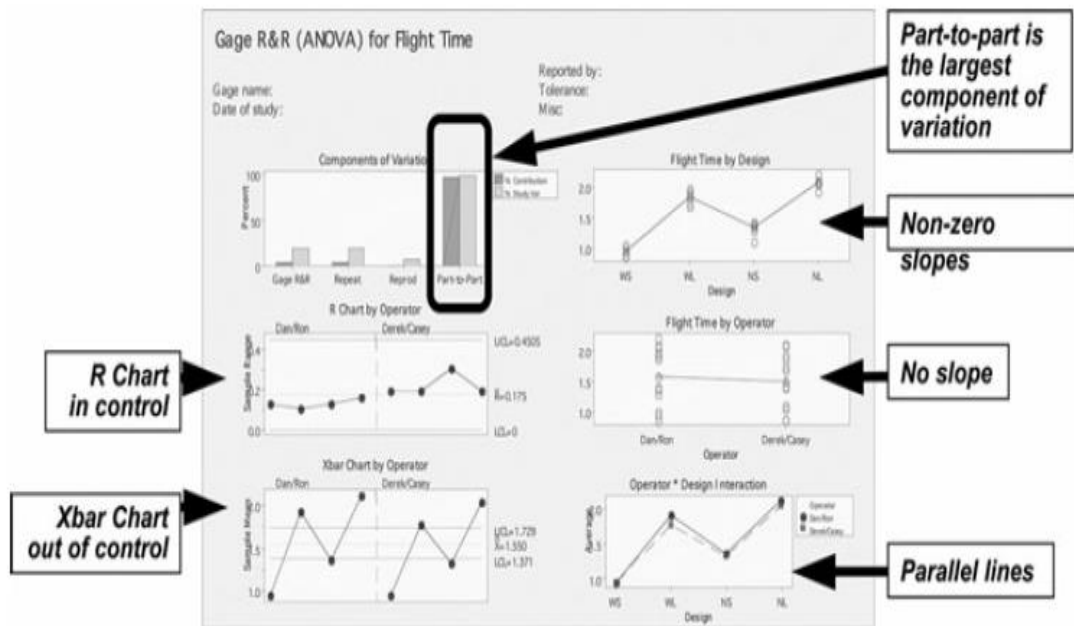 Gage R&R (ANOVA) for Flight Time
Gage name:
Date of study:
Reported by:
Tolerance:
Misc:
Part-to-part is
the largest
component of
variation
Components of Variatio
100
50
0
Percent
% Contribution
% Study Var
Gage R&R Repeat Reprod Part-to-Part
Flight Time by Design
2.0
1.5
1.0
WS WL NS NL
Design
Non-zero
slopes
R Chart by Operator
Dan/Ron Derek/Casey
Sample Range
0.0
UCL=0.4505
R=0.175
LCL=0
R Chart
in control
Flight Time by Operator
2.0
1.5
1.0
Dan/Ron Derek/Casey
Operator
No slope
Xbar Chart by Operator
Dan/Ron Derek/Casey
Sample Mean
1.0
UCL=1.729
X=1.550
LCL=1.371
Xbar Chart
out of control
Operator * Design Interaction
Average
1.0
WS WL NS NL
Design
Operator
Dan/Ron
Derek/Casey
Parallel lines